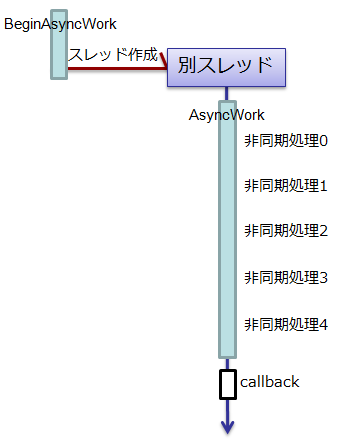 BeginAsyncWork
スレッド作成
別スレッド
AsyncWork
非同期処理0
非同期処理1
非同期処理2
非同期処理3
非同期処理4
callback